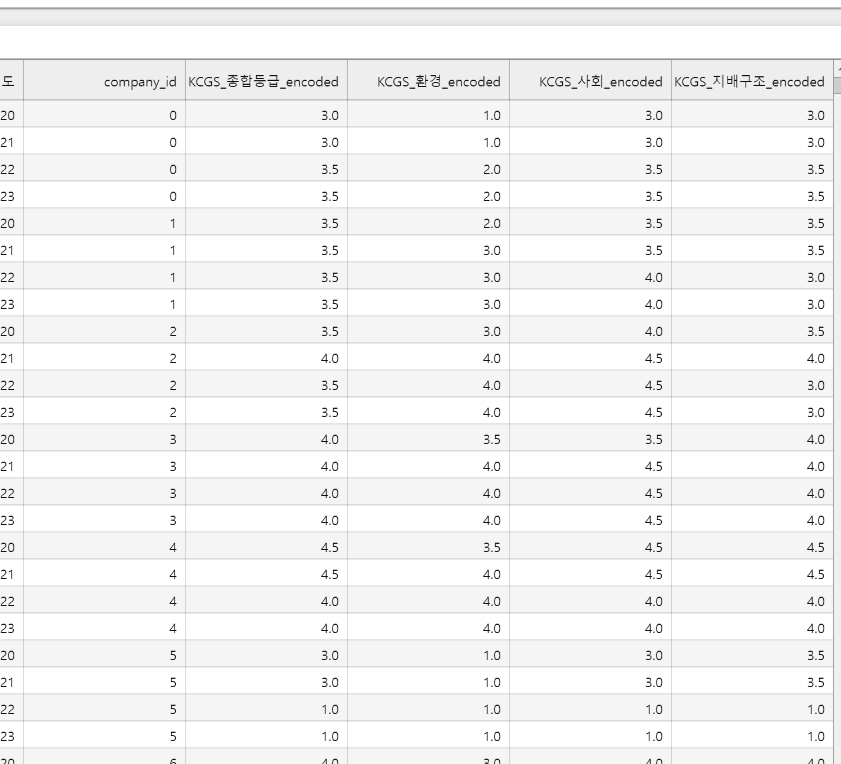 도 company_id KCGS_종합등급_encoded KCGS_환경_encoded KCGS_사회_encoded KCGS_지배구조_encoded
20 0 3.0 1.0 3.0 3.0
21 0 3.0 1.0 3.0 3.0
22 0 3.5 2.0 3.5 3.5
23 0 3.5 2.0 3.5 3.5
20 1 3.5 2.0 3.5 3.5
21 1 3.5 3.0 3.5 3.5
22 1 3.5 3.0 4.0 3.0
23 1 3.5 3.0 4.0 3.0
20 2 3.5 3.0 4.0 3.5
21 2 4.0 4.0 4.5 4.0
22 2 3.5 4.0 4.5 3.0
23 2 3.5 4.0 4.5 3.0
20 3 4.0 3.5 3.5 4.0
21 3 4.0 4.0 4.5 4.0
22 3 4.0 4.0 4.5 4.0
23 3 4.0 4.0 4.5 4.0
20 4 4.5 3.5 4.5 4.5
21 4 4.5 4.0 4.5 4.5
22 4 4.0 4.0 4.0 4.0
23 4 4.0 4.0 4.0 4.0
20 5 3.0 1.0 3.0 3.5
21 5 3.0 1.0 3.0 3.5
22 5 1.0 1.0 1.0 1.0
23 5 1.0 1.0 1.0 1.0
20 6 4.0 3.0 4.0 4.0